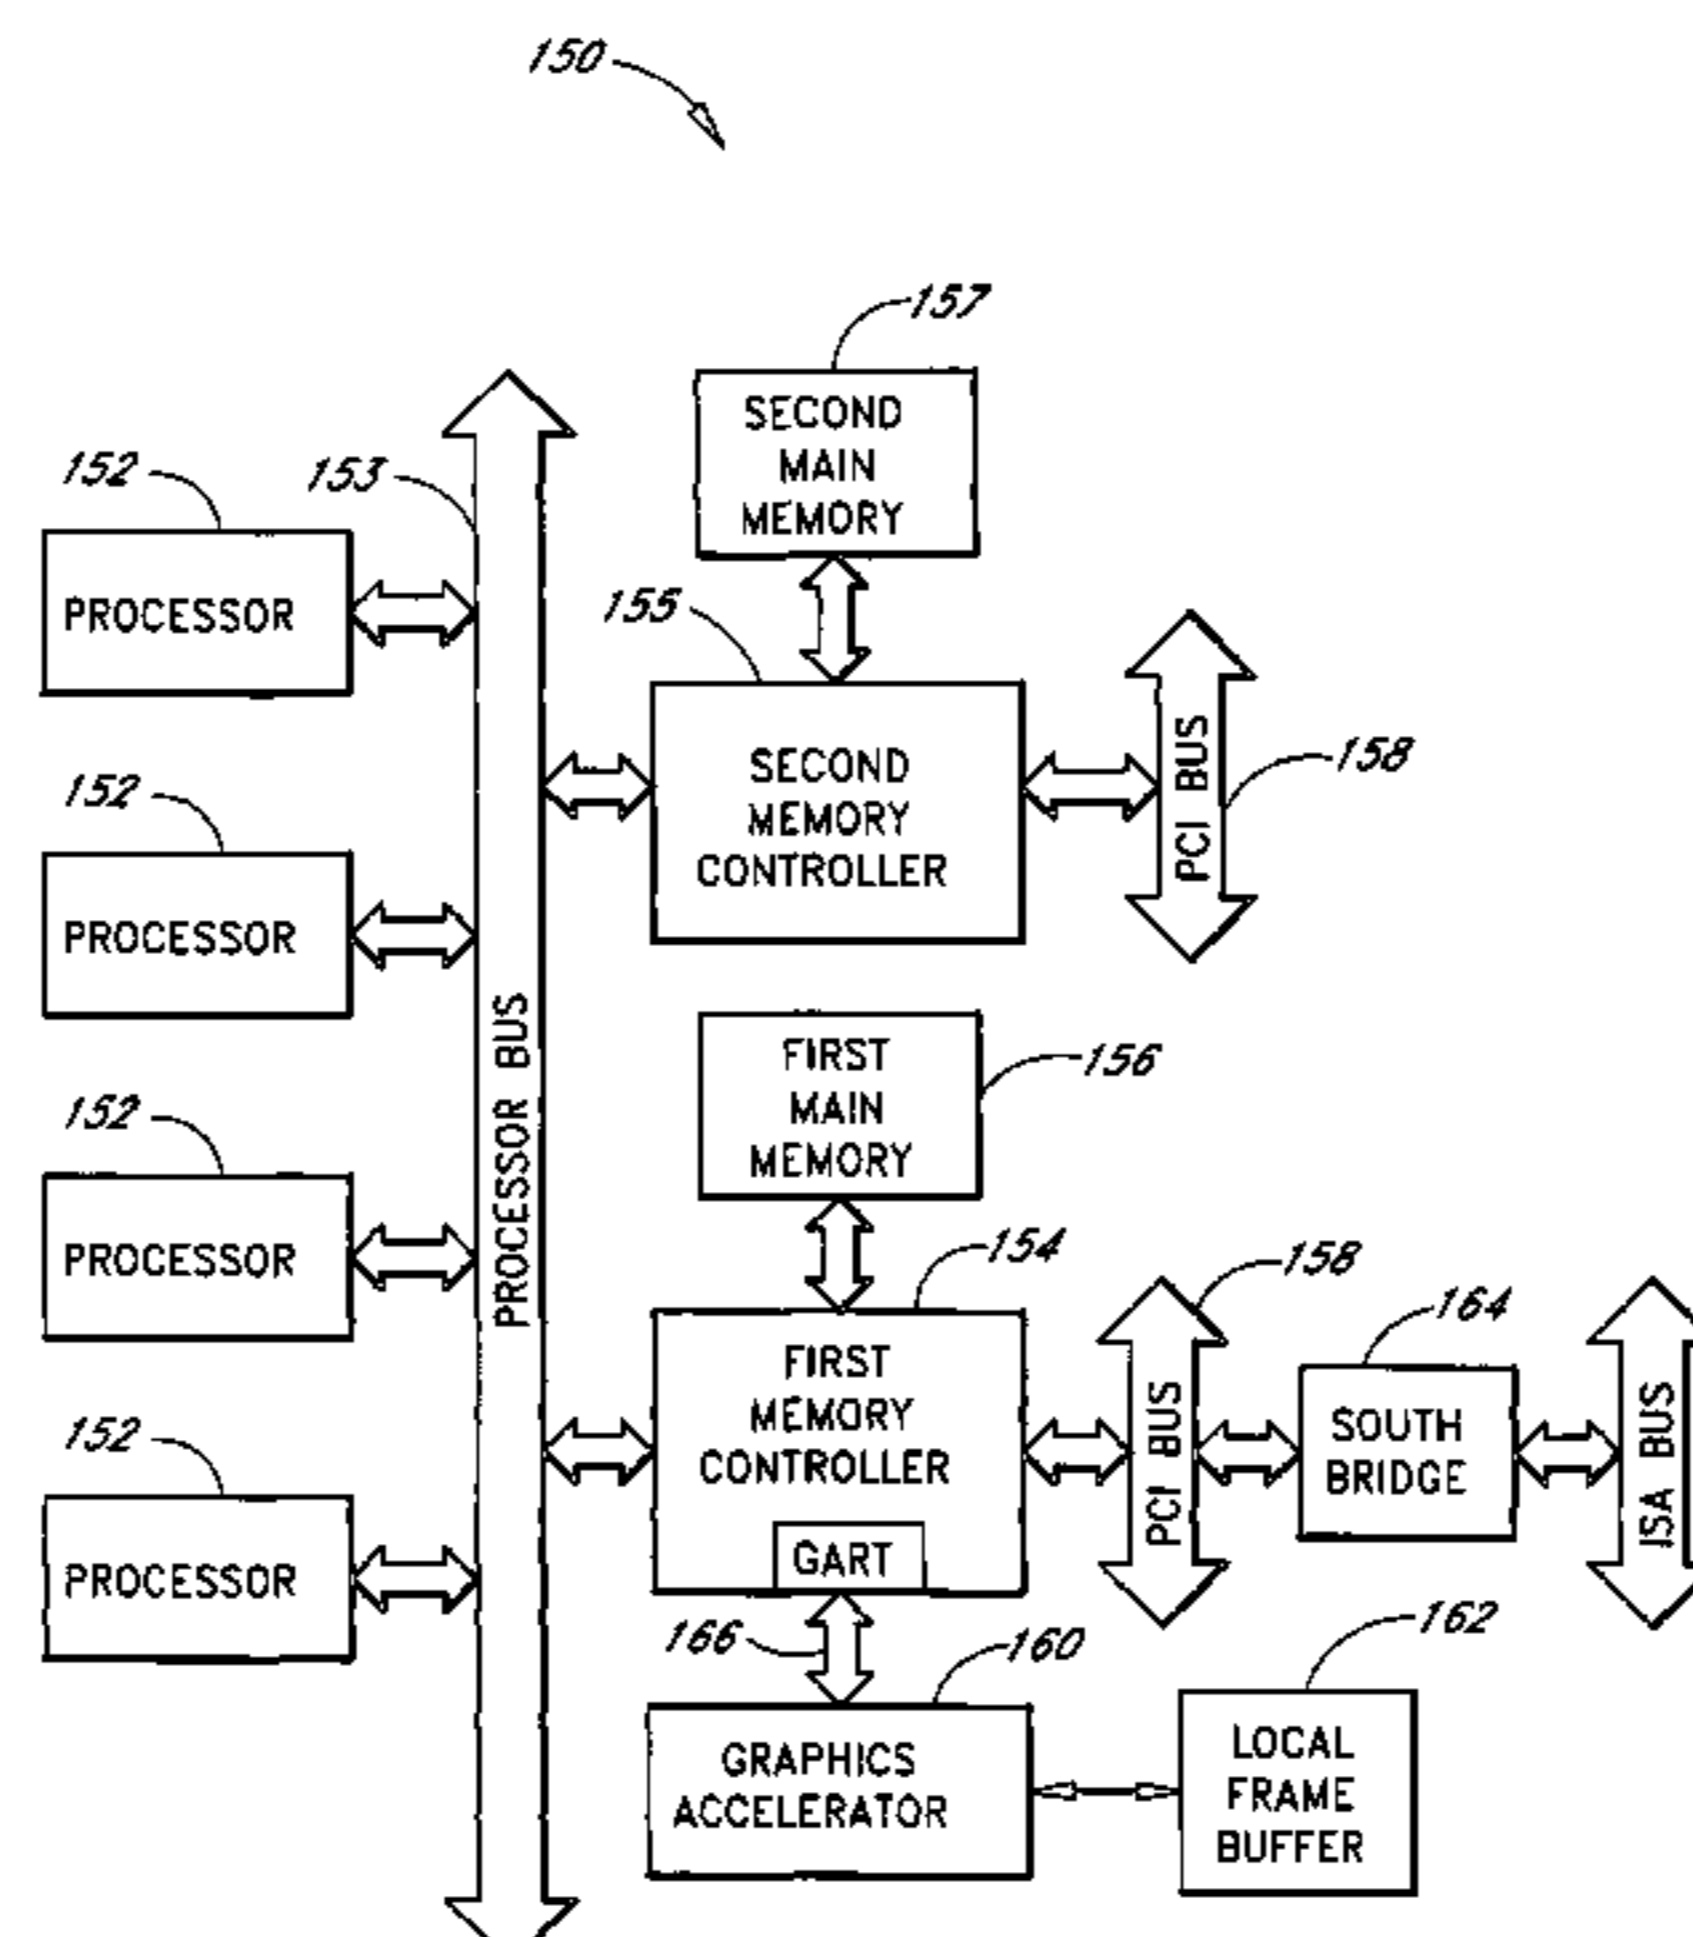 150
157
SECOND
MAIN
MEMORY
152
153
PROCESSOR
155
SECOND
MEMORY
CONTROLLER
PCI BUS
158
152
PROCESSOR
PROCESSOR BUS
FIRST
MAIN
MEMORY
156
152
PROCESSOR
154
FIRST
MEMORY
CONTROLLER
GART
158
PCI BUS
164
SOUTH
BRIDGE
ISA BUS
152
PROCESSOR
166
160
GRAPHICS
ACCELERATOR
162
LOCAL
FRAME
BUFFER